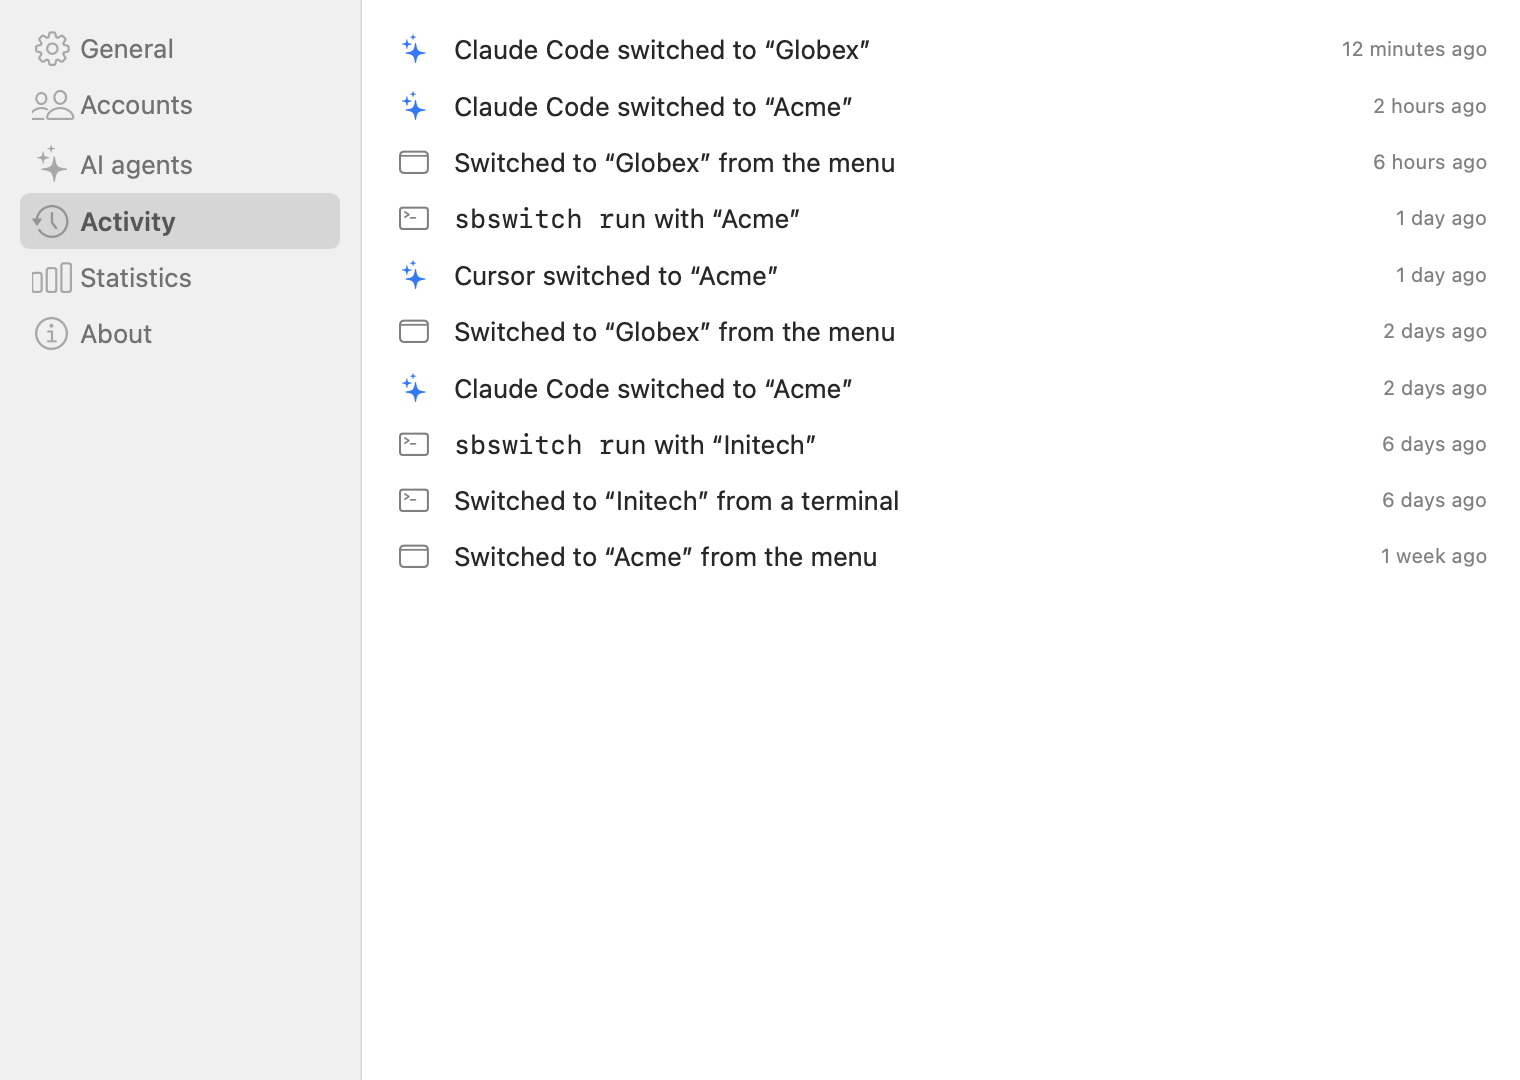 General
Accounts
AI agents
Activity
Statistics
About
Claude Code switched to “Globex” 12 minutes ago
Claude Code switched to “Acme” 2 hours ago
Switched to “Globex” from the menu 6 hours ago
sbswitch run with “Acme” 1 day ago
Cursor switched to “Acme” 1 day ago
Switched to “Globex” from the menu 2 days ago
Claude Code switched to “Acme” 2 days ago
sbswitch run with “Initech” 6 days ago
Switched to “Initech” from a terminal 6 days ago
Switched to “Acme” from the menu 1 week ago